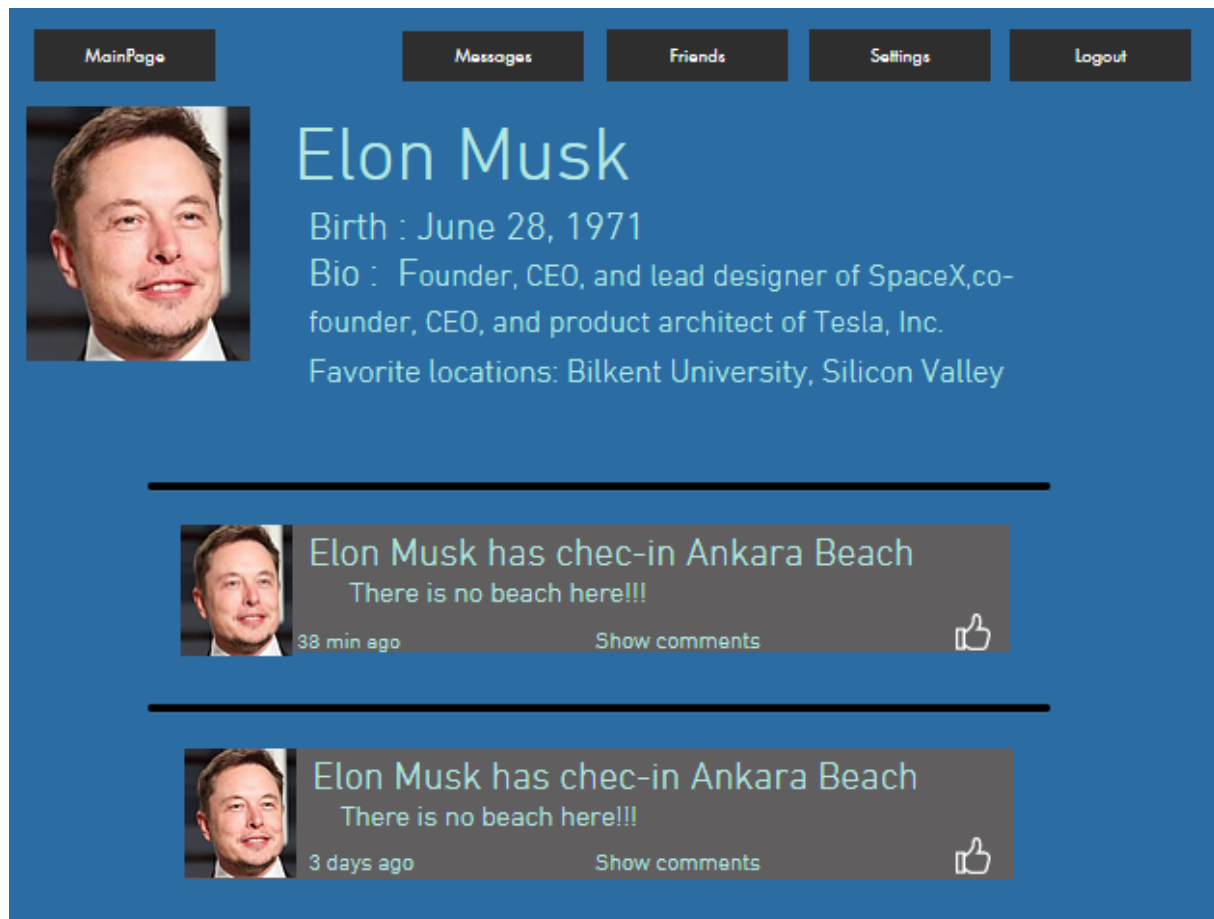 MainPage
Messages
Friends
Settings
Logout
Elon Musk
Birth : June 28, 1971
Bio : Founder, CEO, and lead designer of SpaceX,co-
founder, CEO, and product architect of Tesla, Inc.
Favorite locations: Bilkent University, Silicon Valley
Elon Musk has chec-in Ankara Beach
There is no beach here!!!
38 min ago
Show comments
Elon Musk has chec-in Ankara Beach
There is no beach here!!!
3 days ago
Show comments